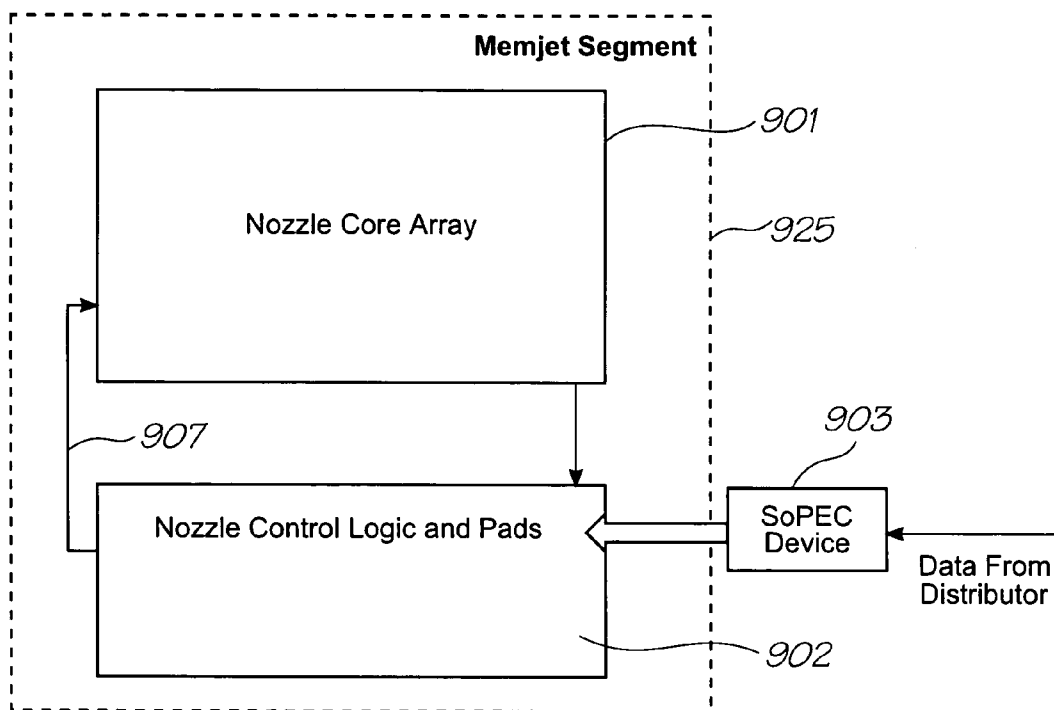 Memjet Segment
901
Nozzle Core Array
925
907
903
SoPEC
Device
Nozzle Control Logic and Pads
Data From
Distributor
902